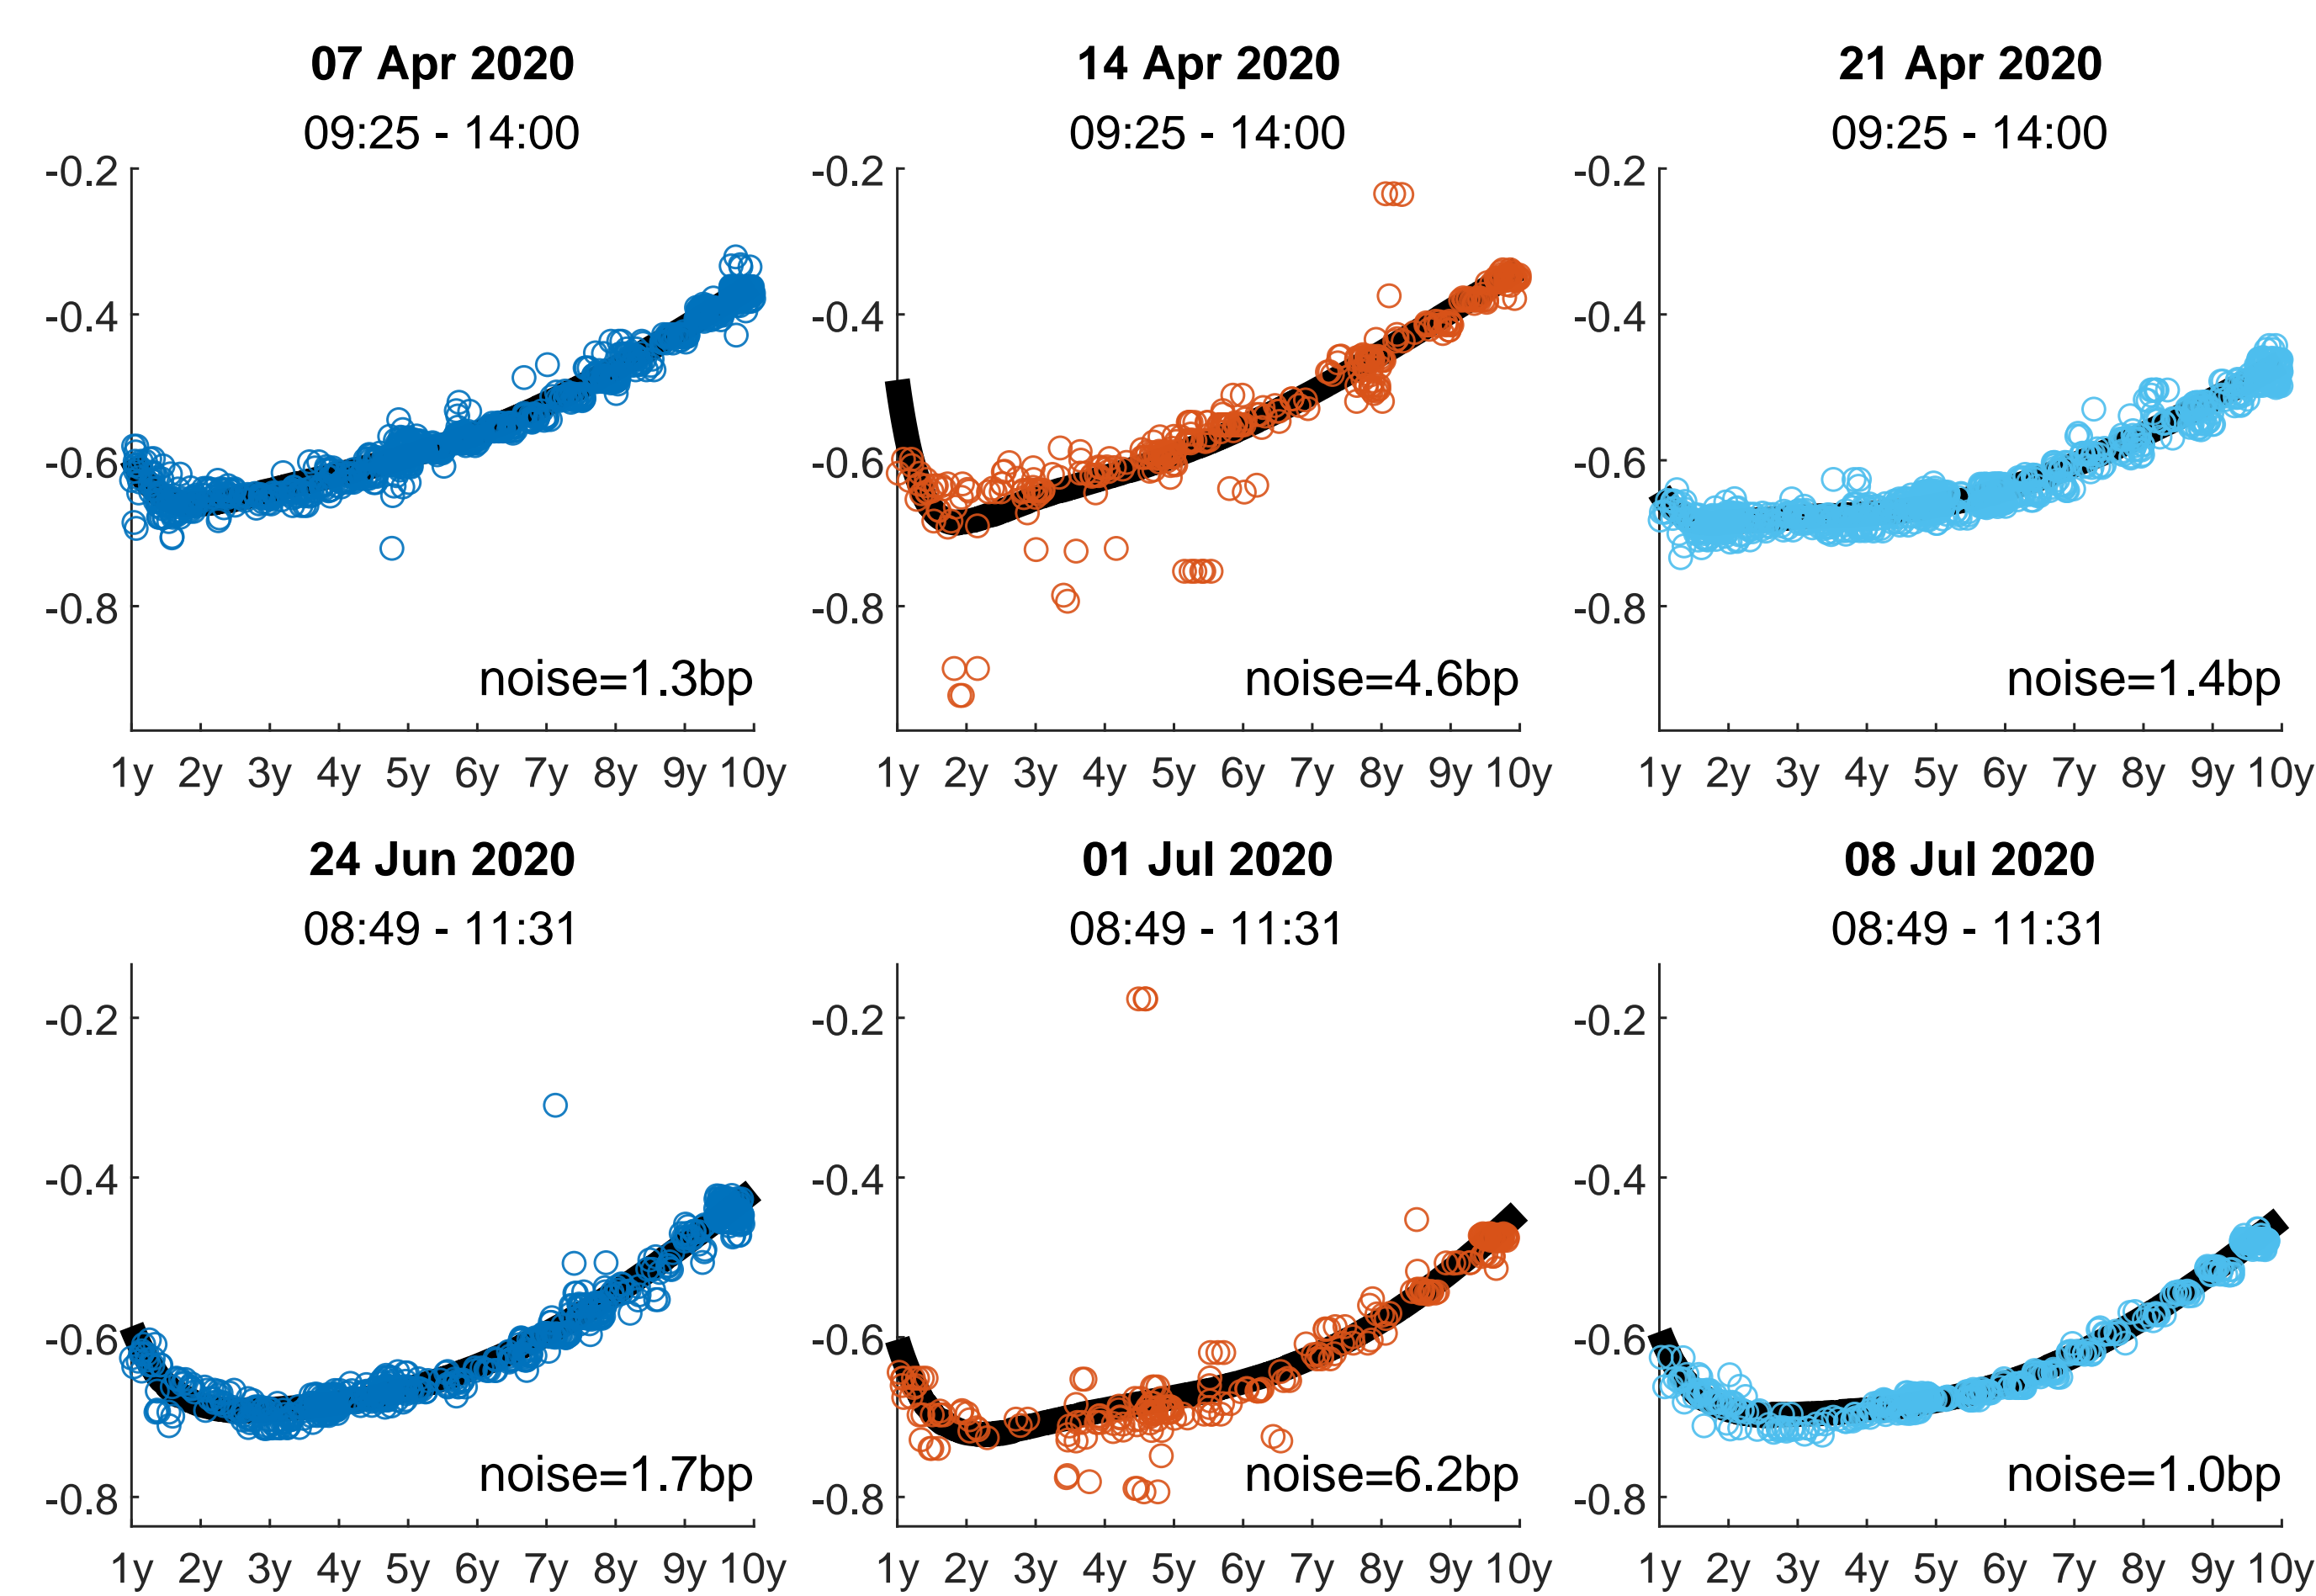 07 Apr 2020
09:25 - 14:00
-0.2
-0.4
-0.6
-0.8
noise=1.3bp
1y 2y 3y 4y 5y 6y 7y 8y 9y 10y
14 Apr 2020
09:25 - 14:00
-0.2
-0.4
-0.6
-0.8
noise=4.6bp
1y 2y 3y 4y 5y 6y 7y 8y 9y 10y
21 Apr 2020
09:25 - 14:00
-0.2
-0.4
-0.6
-0.8
noise=1.4bp
1y 2y 3y 4y 5y 6y 7y 8y 9y 10y
24 Jun 2020
08:49 - 11:31
-0.2
-0.4
-0.6
-0.8
noise=1.7bp
1y 2y 3y 4y 5y 6y 7y 8y 9y 10y
01 Jul 2020
08:49 - 11:31
-0.2
-0.4
-0.6
-0.8
noise=6.2bp
1y 2y 3y 4y 5y 6y 7y 8y 9y 10y
08 Jul 2020
08:49 - 11:31
-0.2
-0.4
-0.6
-0.8
noise=1.0bp
1y 2y 3y 4y 5y 6y 7y 8y 9y 10y